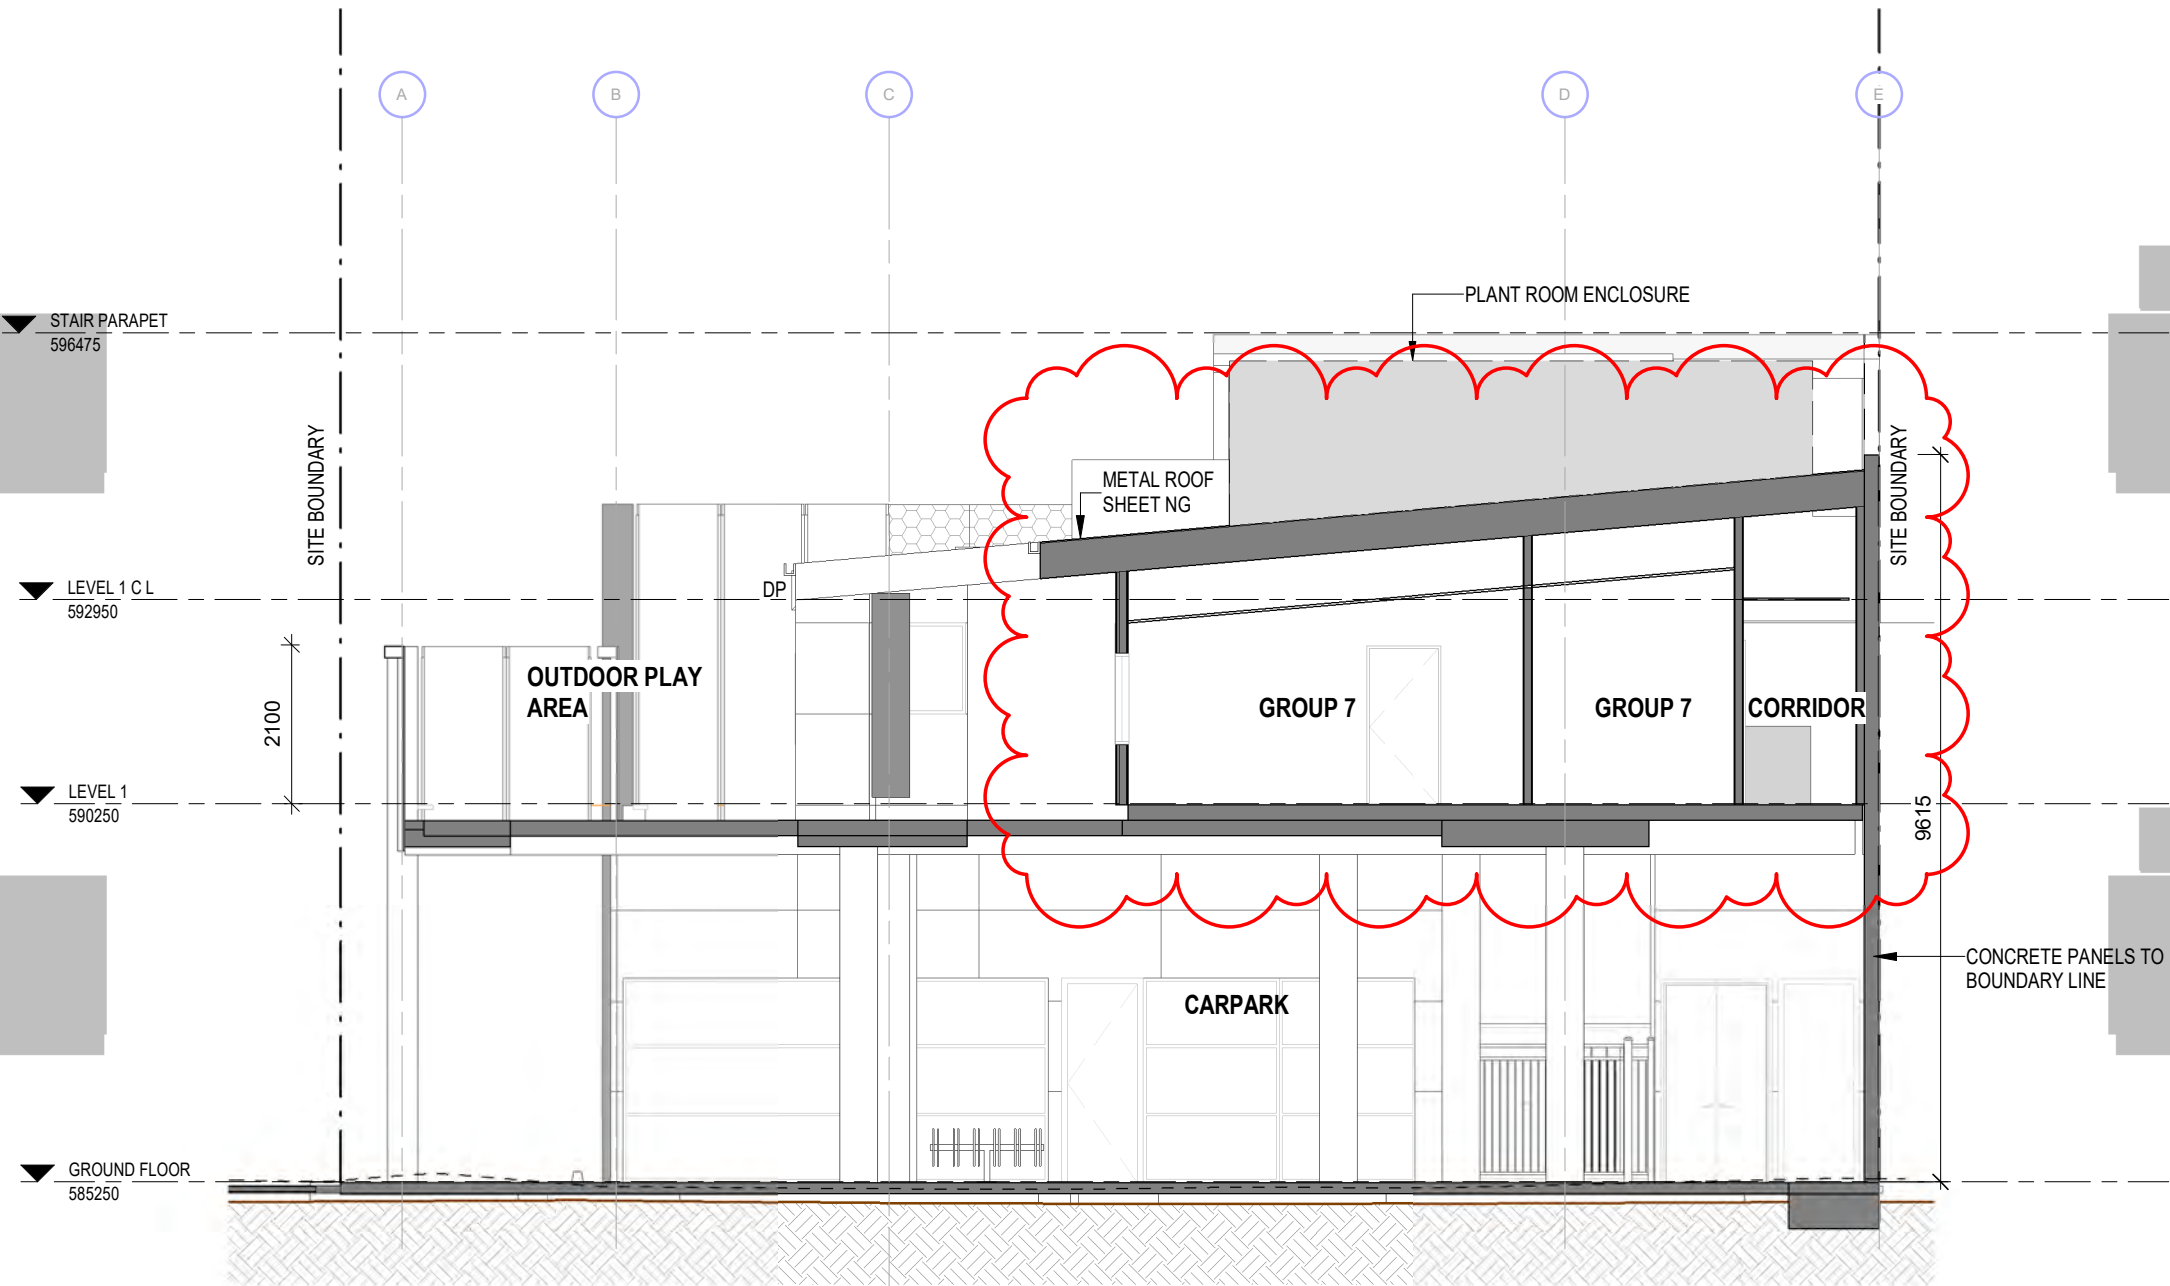 A
B
C
D
E
PLANT ROOM ENCLOSURE
STAIR PARAPET
596475
SITE BOUNDARY
METAL ROOF
SHEET NG
SITE BOUNDARY
LEVEL 1 C L
592950
DP
OUTDOOR PLAY
AREA
GROUP 7
GROUP 7
CORRIDOR
2100
LEVEL 1
590250
9615
CONCRETE PANELS TO
BOUNDARY LINE
CARPARK
GROUND FLOOR
585250